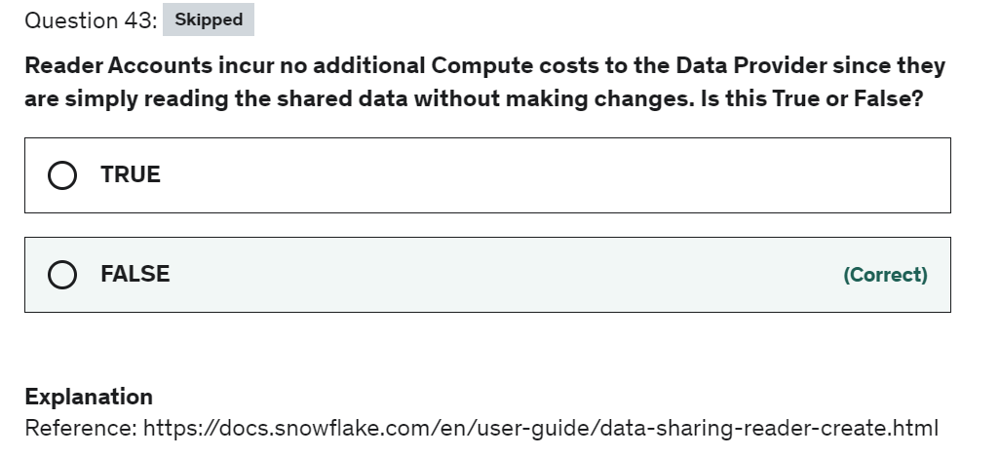 Question 43: Skipped
Reader Accounts incur no additional Compute costs to the Data Provider since they
are simply reading the shared data without making changes. Is this True or False?
TRUE
FALSE (Correct)
Explanation
Reference: https://docs.snowflake.com/en/user-guide/data-sharing-reader-create.html